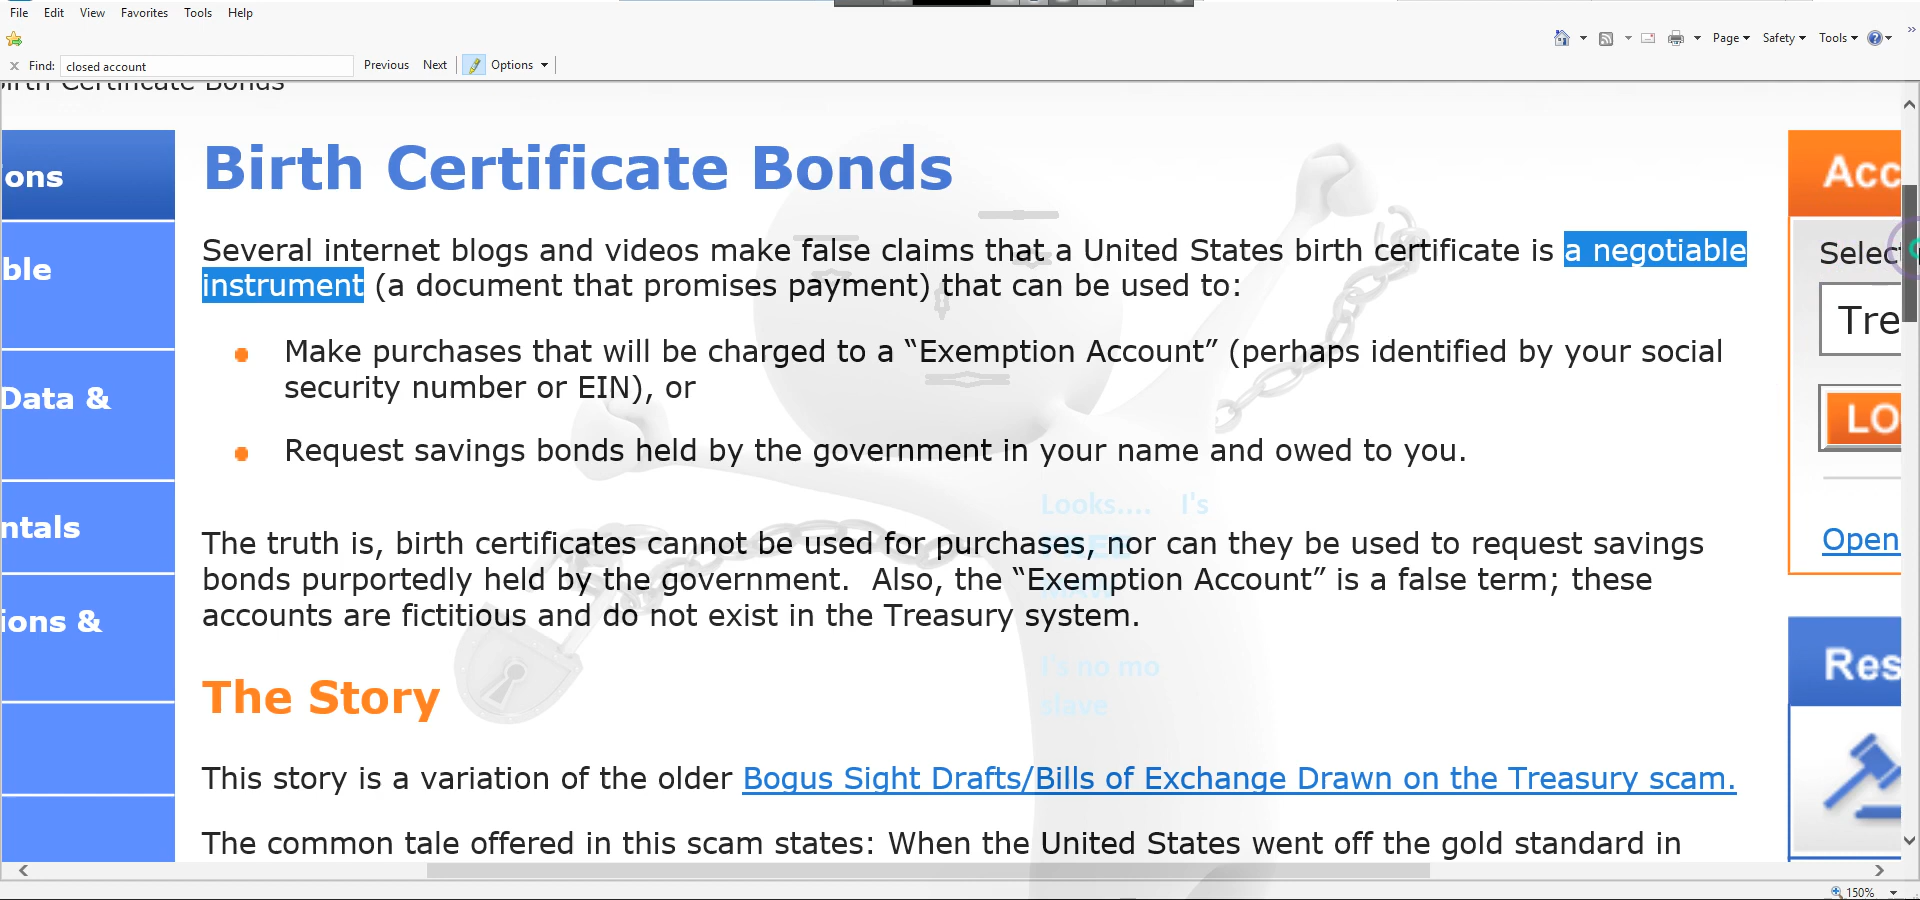 File Edit View Favorites Tools Help
Page Safety Tools
Find: closed account Previous Next Options
Birth Certificate Bonds
ons
ble
Data &
ntals
ions &
Birth Certificate Bonds
Several internet blogs and videos make false claims that a United States birth certificate is a negotiable
instrument (a document that promises payment) that can be used to:
Make purchases that will be charged to a “Exemption Account” (perhaps identified by your social
security number or EIN), or
Request savings bonds held by the government in your name and owed to you.
Looks.... I's
The truth is, birth certificates cannot be used for purchases, nor can they be used to request savings
bonds purportedly held by the government. Also, the “Exemption Account” is a false term; these
accounts are fictitious and do not exist in the Treasury system.
I's no mo
slave
The Story
This story is a variation of the older Bogus Sight Drafts/Bills of Exchange Drawn on the Treasury scam.
The common tale offered in this scam states: When the United States went off the gold standard in
Acc
Select
Tre
LO
Open
Res
150%